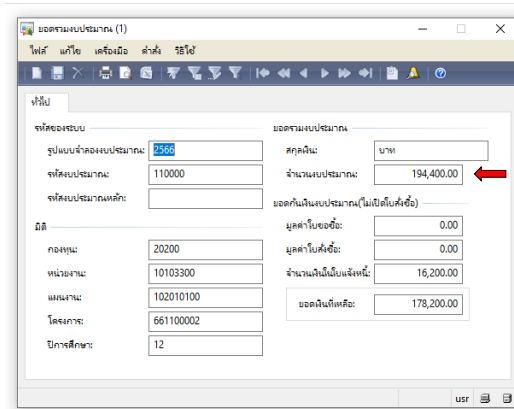 ยอดรวมงบประมาณ (1)
ไฟล์ แก้ไข เครื่องมือ คำสั่ง วิธีใช้
ทั่วไป
รหัสของระบบ
รูปแบบจำลองงบประมาณ: 2566
รหัสงบประมาณ: 110000
รหัสงบประมาณหลัก:
มิติ
กองทุน: 20200
หน่วยงาน: 10103300
แผนงาน: 102010100
โครงการ: 661100002
ปีการศึกษา: 12
ยอดรวมงบประมาณ
สกุลเงิน: บาท
จำนวนงบประมาณ: 194,400.00
ยอดกันเงินงบประมาณ(ไม่เปิดใบสั่งซื้อ)
มูลค่าใบขอซื้อ: 0.00
มูลค่าใบสั่งซื้อ: 0.00
จำนวนเงินในใบแจ้งหนี้: 16,200.00
ยอดเงินที่เหลือ: 178,200.00
usr